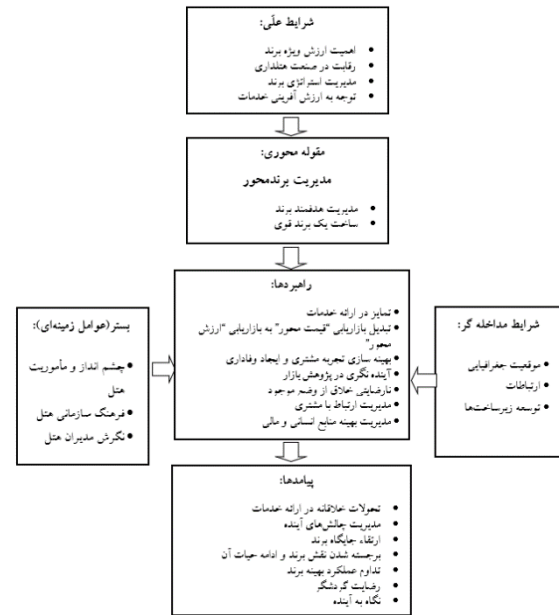 شرایط علّی:
اهمیت ارزش ویژه برند
رقابت در صنعت هتلداری
مدیریت استراتژی برند
توجه به ارزش آفرینی خدمات
مقوله محوری:
مدیریت برندمحور
مدیریت هدفمند برند
ساخت یک برند قوی
راهبردها:
تمایز در ارائه خدمات
تبدیل بازاریابی "قیمت محور" به بازاریابی "ارزش
محور"
بهینه سازی تجربه مشتری و ایجاد وفاداری
آینده نگری در پژوهش بازار
نارضایتی خلاق از وضع موجود
مدیریت ارتباط با مشتری
مدیریت بهینه منابع انسانی و مالی
شرایط مداخله گر:
موقعیت جغرافیایی
ارتباطات
توسعه زیرساخت‌ها
بستر(عوامل زمینه‌ای):
چشم انداز و مأموریت
هتل
فرهنگ سازمانی هتل
نگرش مدیران هتل
پیامدها:
تحولات خلاقانه در ارائه خدمات
مدیریت چالش‌های آینده
ارتقاء جایگاه برند
برجسته شدن نقش برند و ادامه حیات آن
تداوم عملکرد بهینه برند
رضایت گردشگر
نگاه به آینده